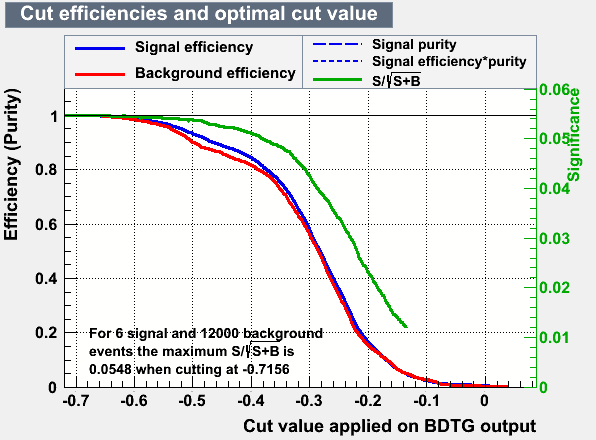 Cut efficiencies and optimal cut value
Signal efficiency
Background efficiency
Signal purity
Signal efficiency*purity
S/√S+B
Efficiency (Purity)
Significance
1
0.8
0.6
0.4
0.2
0
0.06
0.05
0.04
0.03
0.02
0.01
0
For 6 signal and 12000 background
events the maximum S/√S+B is
0.0548 when cutting at -0.7156
-0.7 -0.6 -0.5 -0.4 -0.3 -0.2 -0.1 0
Cut value applied on BDTG output